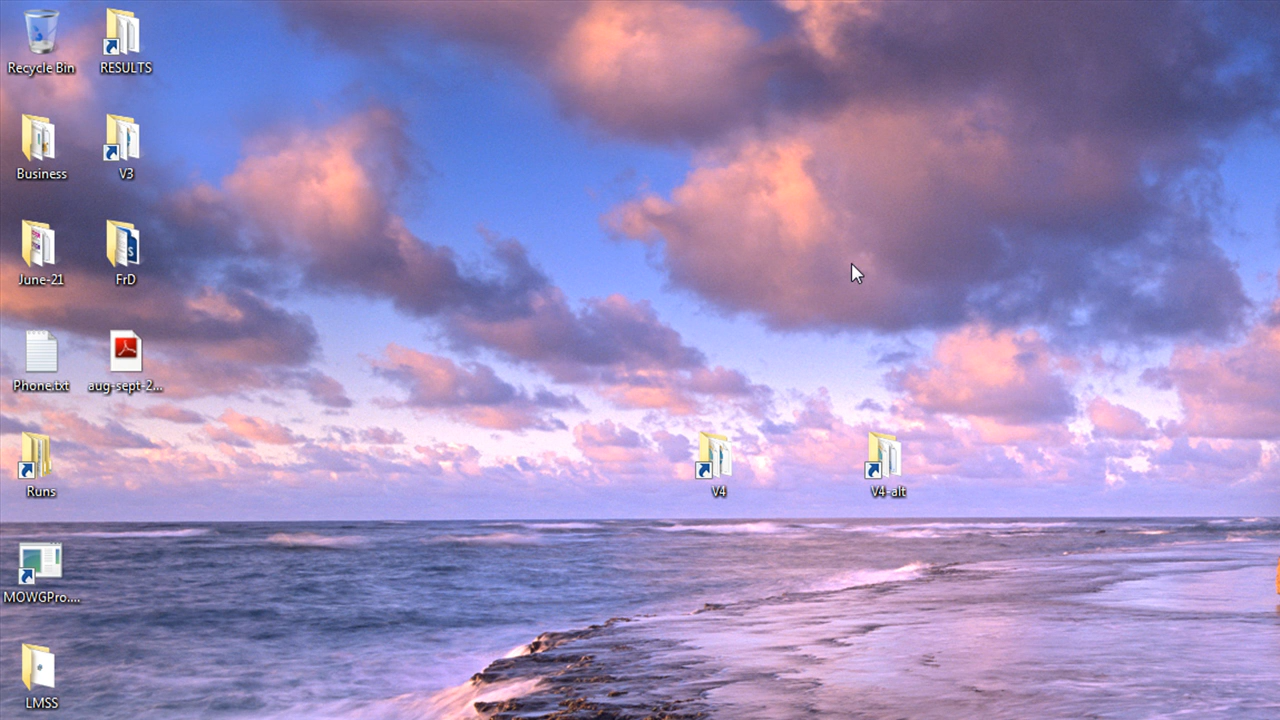 Recycle Bin
RESULTS
Business
V3
June-21
FrD
Phone.txt
aug-sept-2...
Runs
V4
V4-alt
MOWGPro....
LMSS